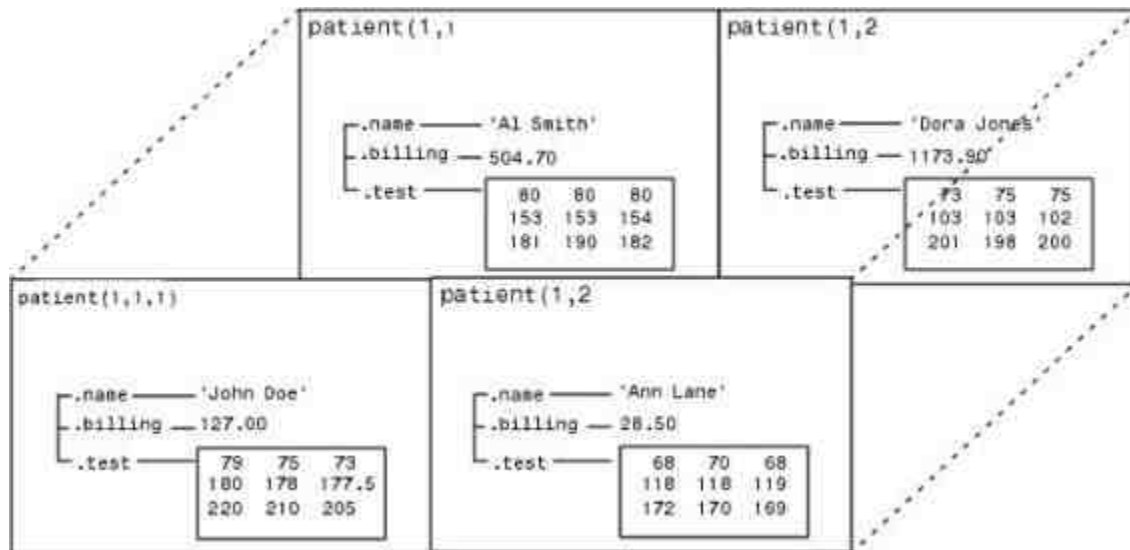 patient(1,1
.name 'Al Smith'
.billing 504.70
.test
80 80 80
153 153 154
181 190 182
patient(1,2
.name 'Dora Jones'
.billing 1173.90
.test
73 75 75
103 103 102
201 198 200
patient(1,1,1)
.name 'John Doe'
.billing 127.00
.test
79 75 73
180 178 177.5
220 210 205
patient(1,2
.name 'Ann Lane'
.billing 28.50
.test
68 70 68
118 118 119
172 170 169